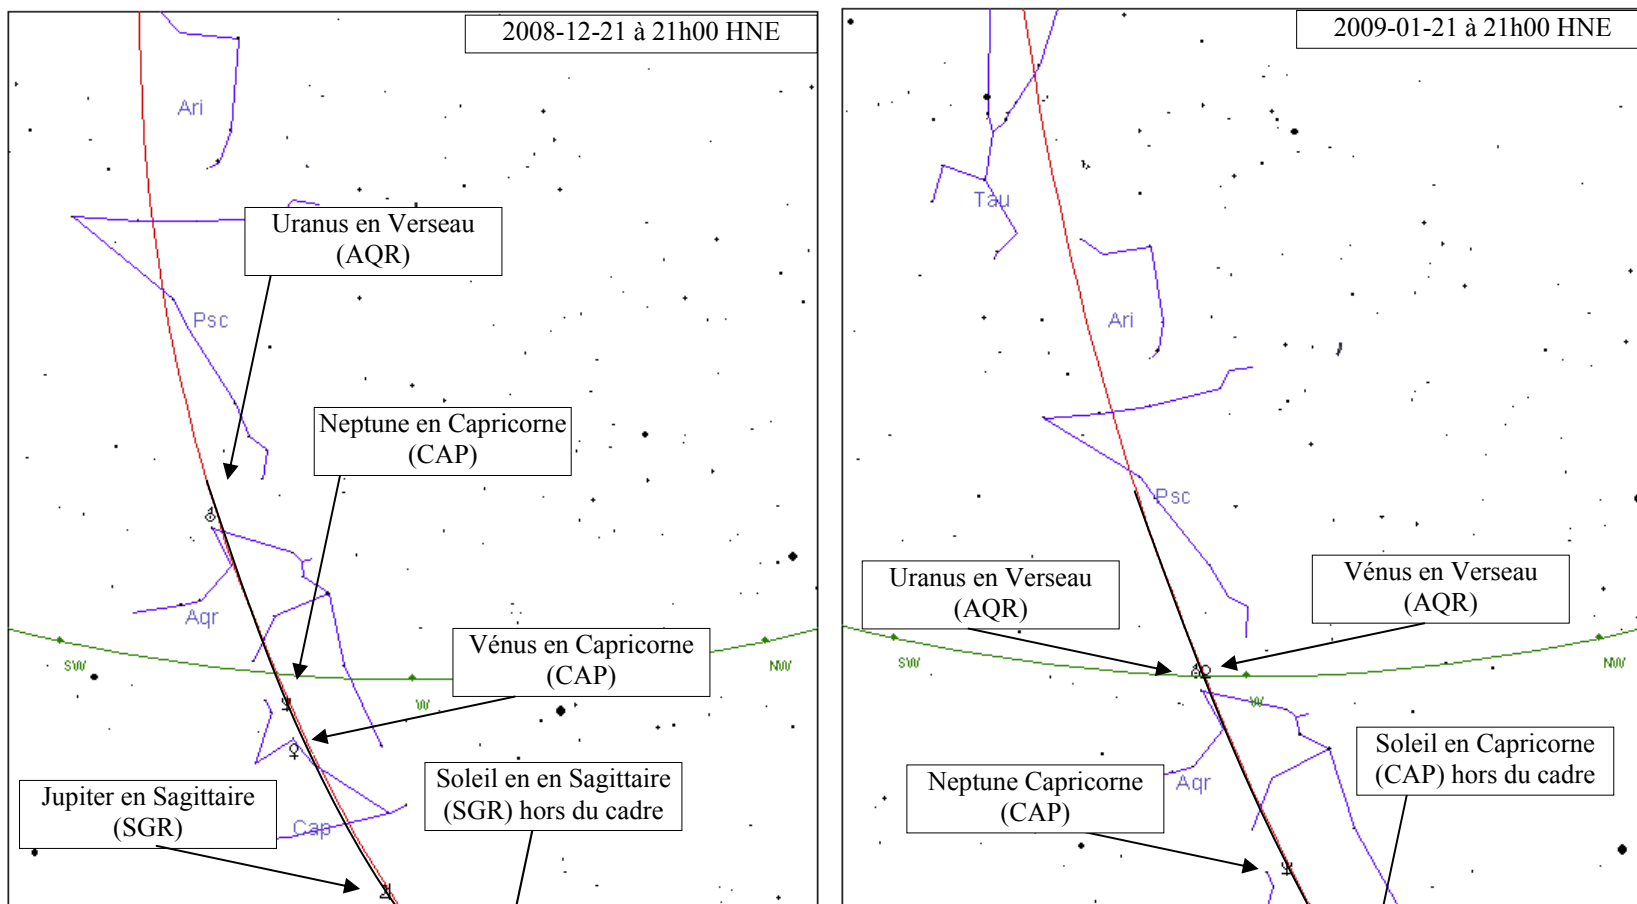 2008-12-21 à 21h00 HNE
Ari
Uranus en Verseau
(AQR)
Psc
Neptune en Capricorne
(CAP)
Aqr
Vénus en Capricorne
(CAP)
SW
NW
W
Soleil en en Sagittaire
(SGR) hors du cadre
Jupiter en Sagittaire
(SGR)
Cap
2009-01-21 à 21h00 HNE
Tau
Ari
Psc
Uranus en Verseau
(AQR)
Vénus en Verseau
(AQR)
SW
NW
W
Soleil en Capricorne
(CAP) hors du cadre
Neptune Capricorne
(CAP)
Aqr